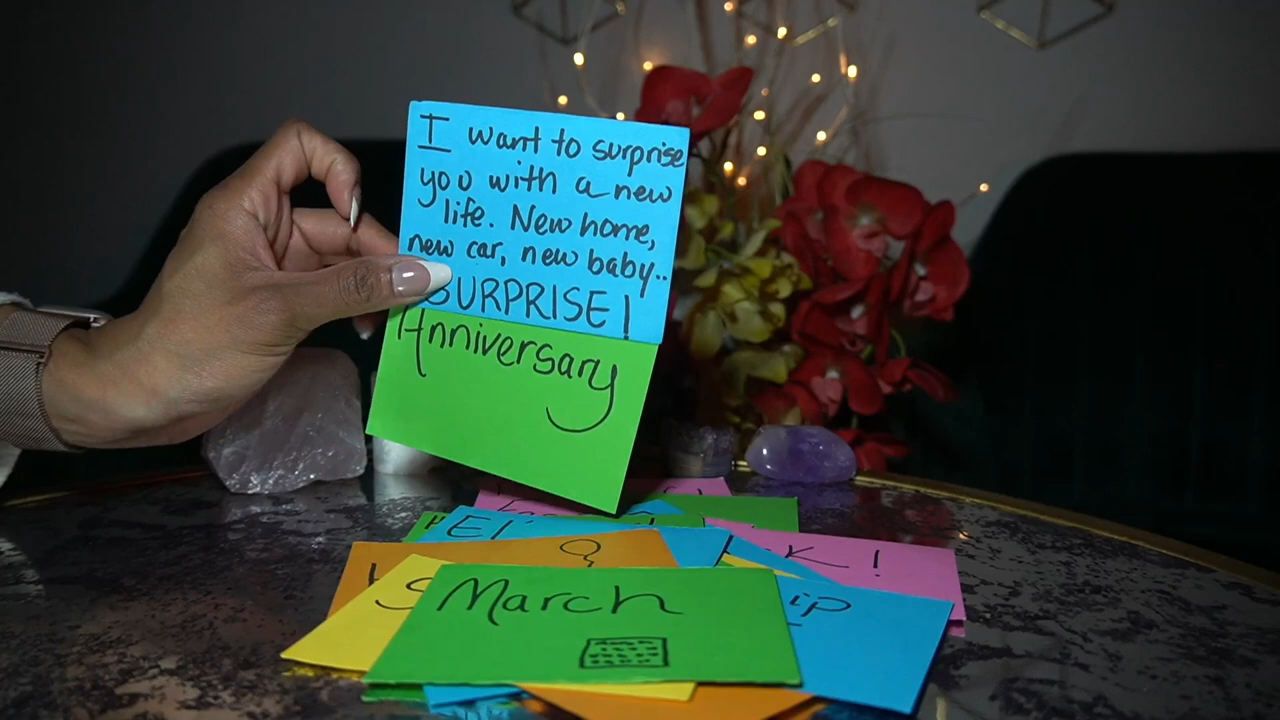 I want to surprise
you with a new
life. New home,
new car, new baby..
SURPRISE!
Anniversary
March